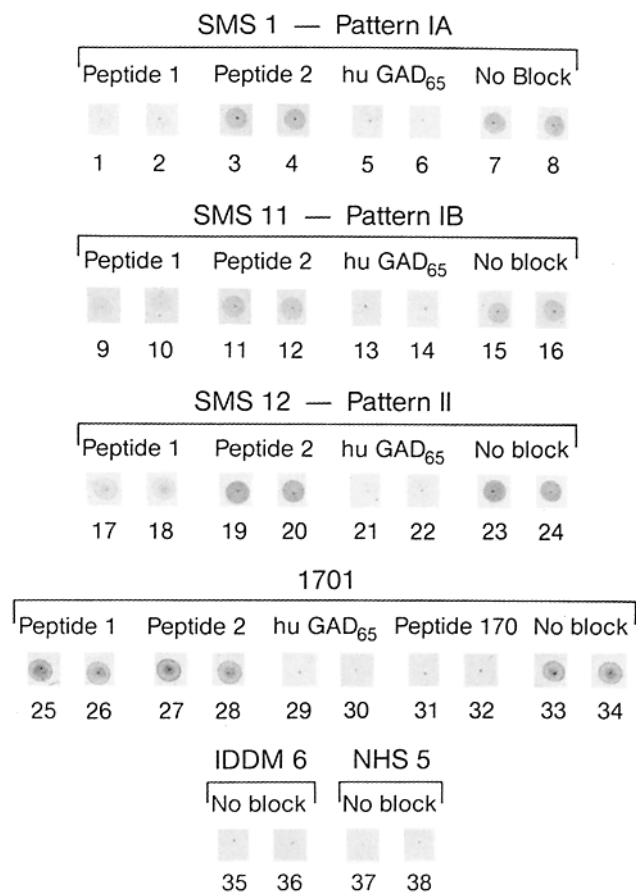 SMS 1 — Pattern IA
Peptide 1 Peptide 2 hu GAD65 No Block
1 2 3 4 5 6 7 8
SMS 11 — Pattern IB
Peptide 1 Peptide 2 hu GAD65 No block
9 10 11 12 13 14 15 16
SMS 12 — Pattern II
Peptide 1 Peptide 2 hu GAD65 No block
17 18 19 20 21 22 23 24
1701
Peptide 1 Peptide 2 hu GAD65 Peptide 170 No block
25 26 27 28 29 30 31 32 33 34
IDDM 6 NHS 5
No block No block
35 36 37 38